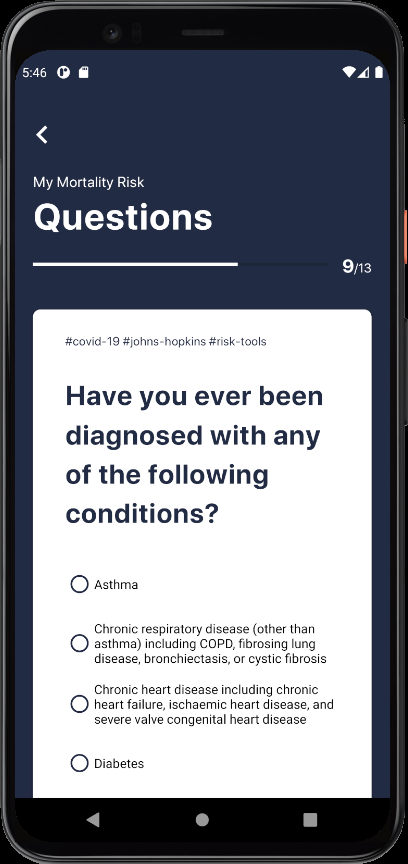 5:46
My Mortality Risk
Questions
9/13
#covid-19 #johns-hopkins #risk-tools
Have you ever been
diagnosed with any
of the following
conditions?
Asthma
Chronic respiratory disease (other than
asthma) including COPD, fibrosing lung
disease, bronchiectasis, or cystic fibrosis
Chronic heart disease including chronic
heart failure, ischaemic heart disease, and
severe valve congenital heart disease
Diabetes